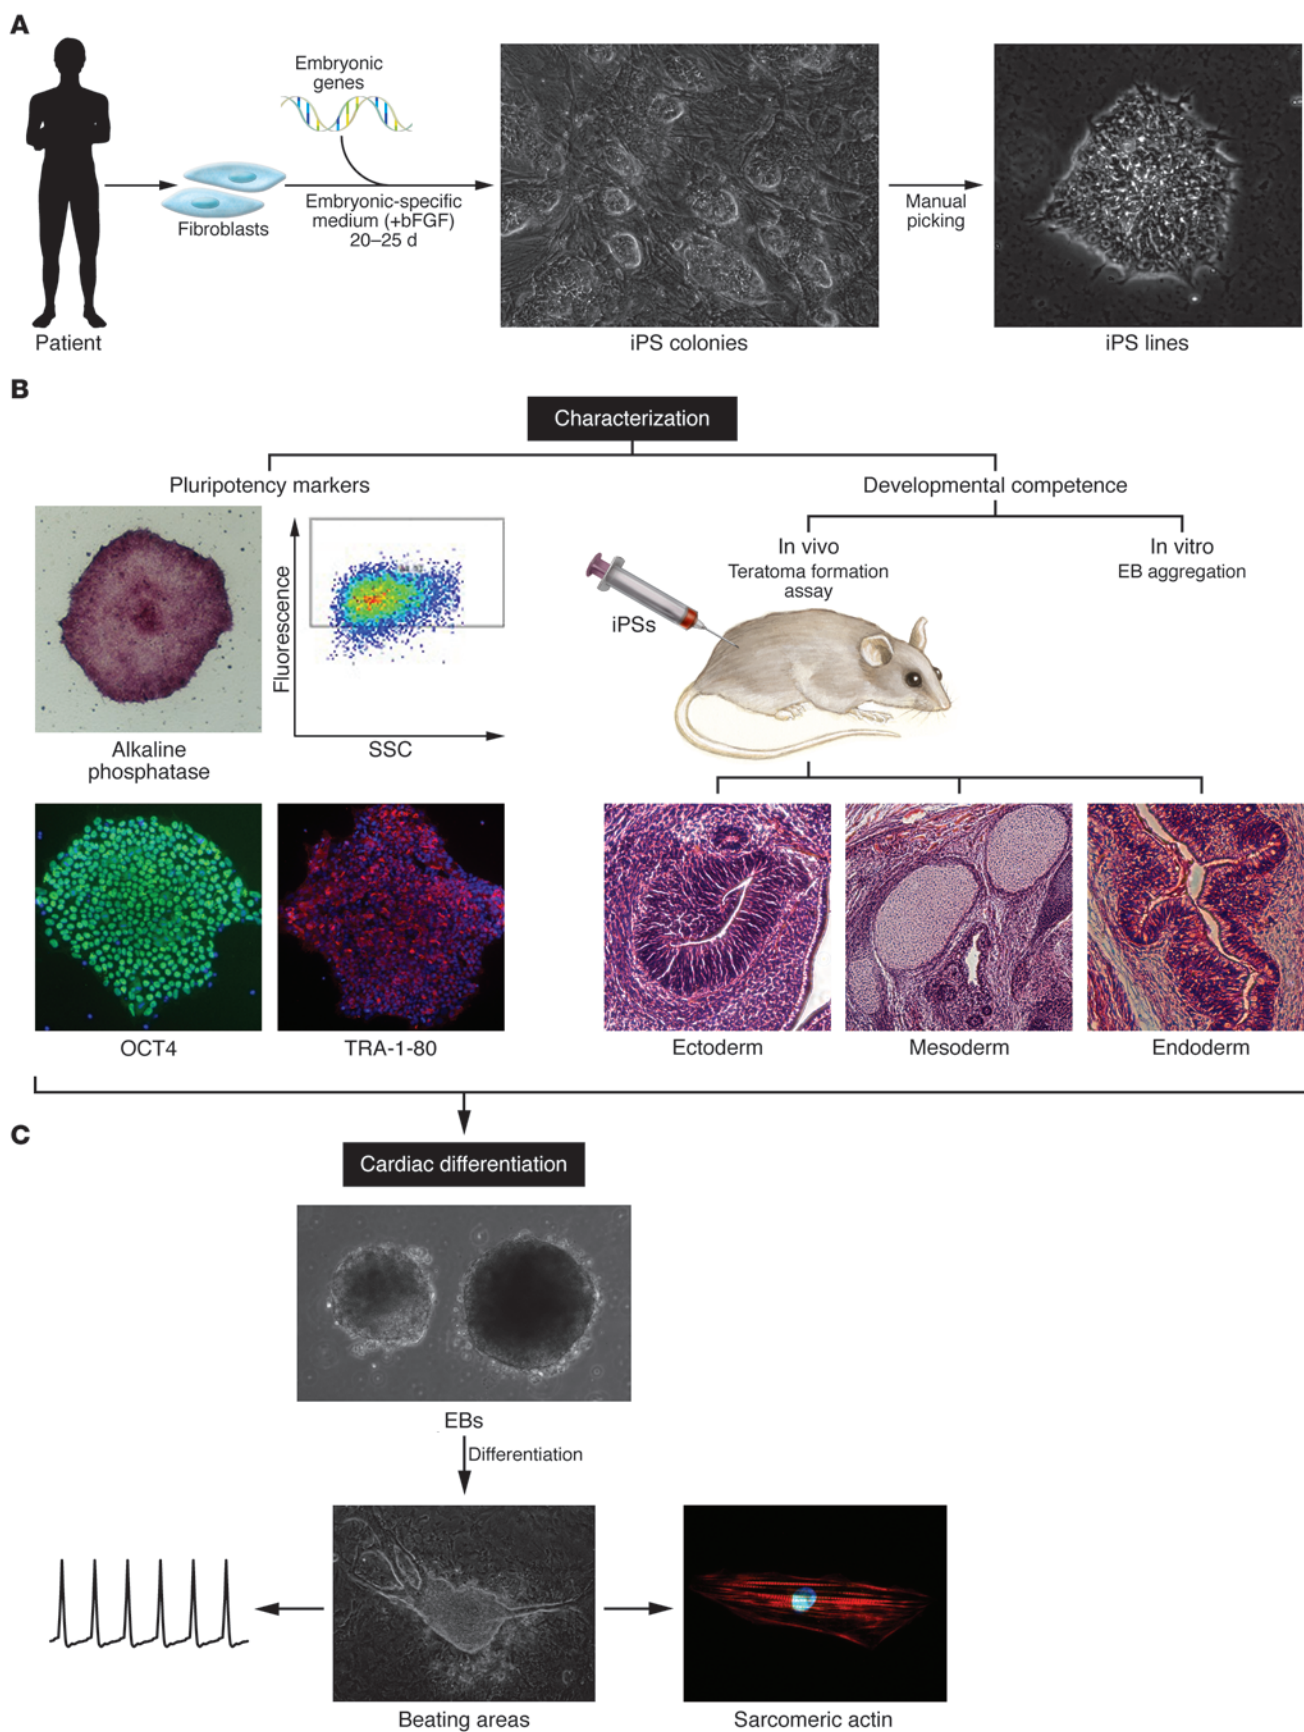 A
Embryonic
genes
Fibroblasts
Embryonic-specific
medium (+bFGF)
20–25 d
Manual
picking
Patient
iPS colonies
iPS lines
B
Characterization
Pluripotency markers
Developmental competence
In vivo
Teratoma formation
assay
In vitro
EB aggregation
Fluorescence
iPSs
SSC
Alkaline
phosphatase
OCT4
TRA-1-80
Ectoderm
Mesoderm
Endoderm
C
Cardiac differentiation
EBs
Differentiation
Beating areas
Sarcomeric actin